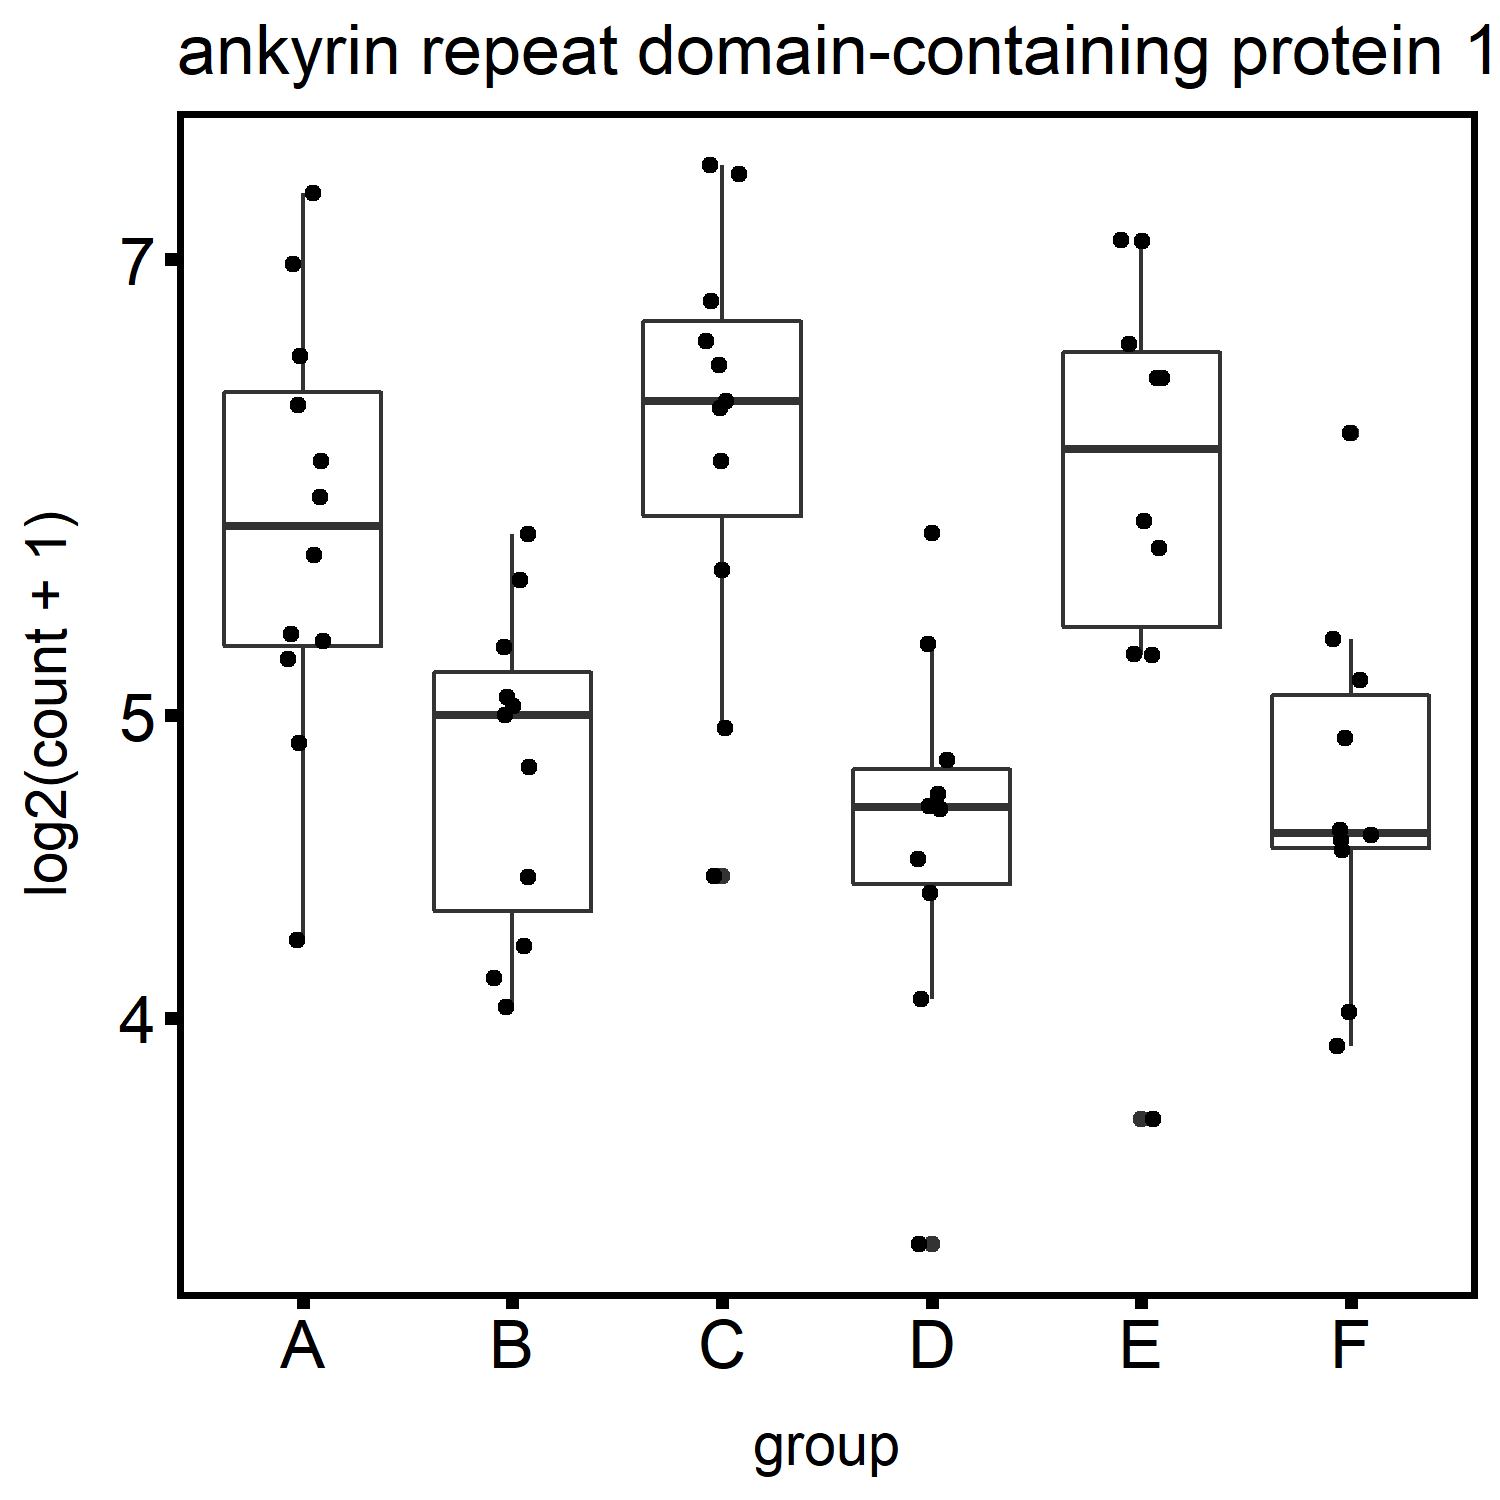 ankyrin repeat domain-containing protein 1
log2(count + 1)
7
5
4
A B C D E F
group